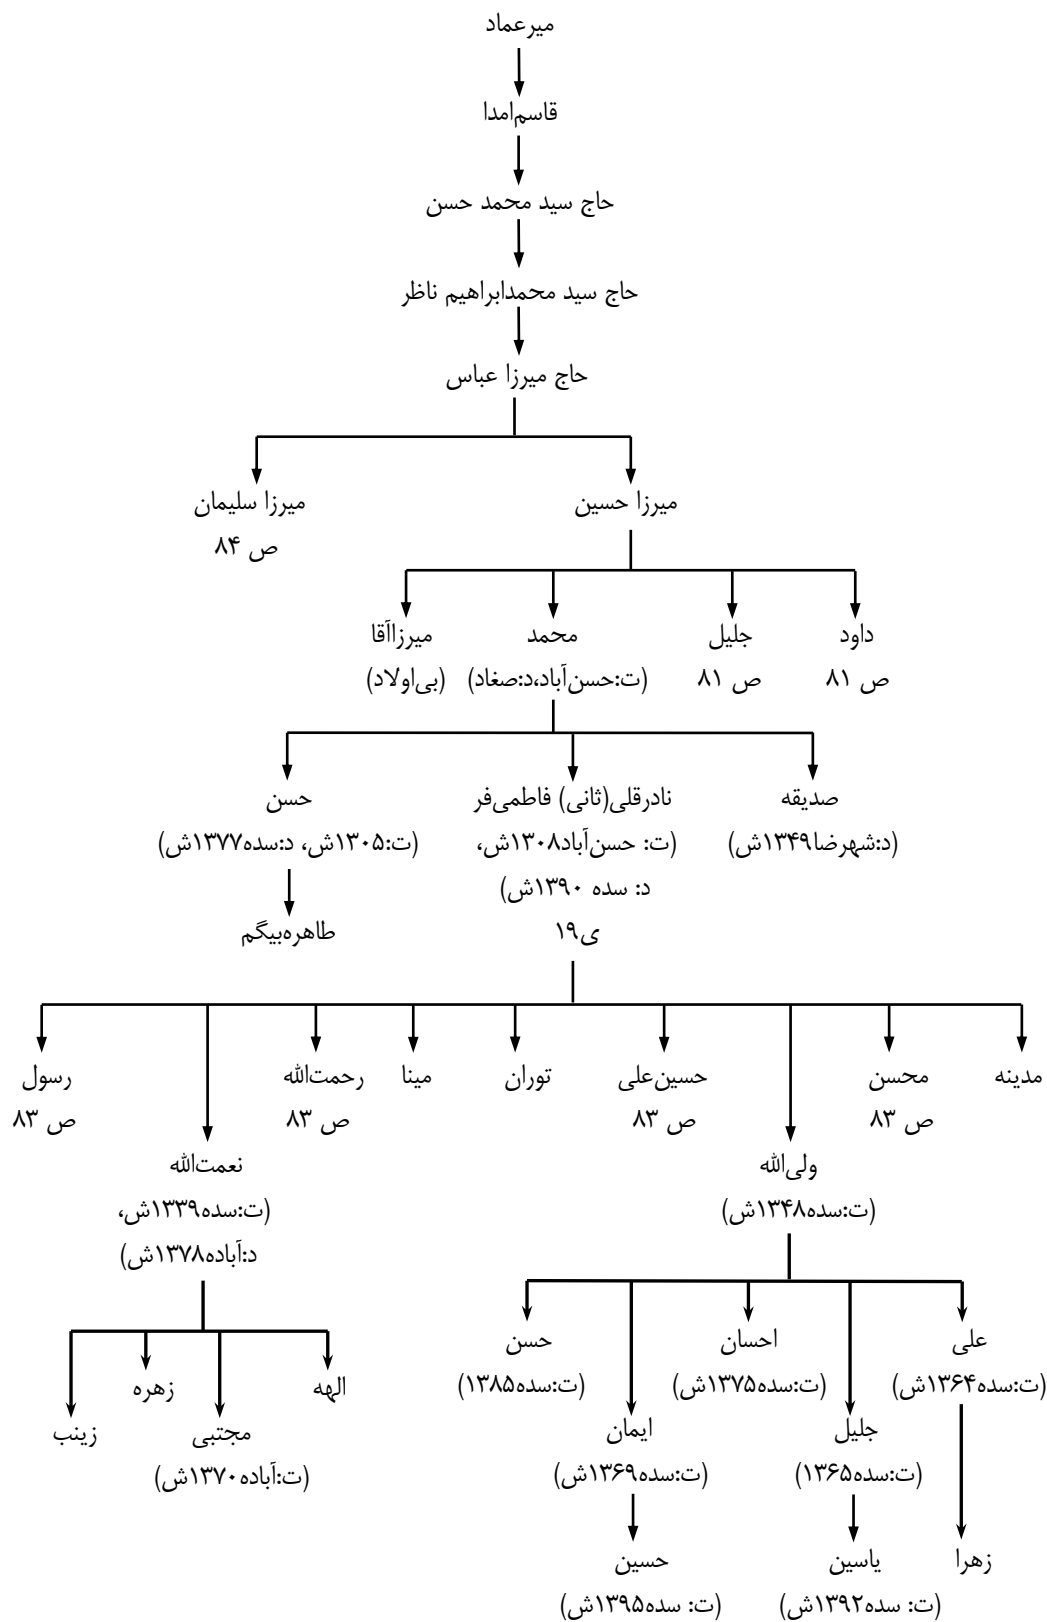 میرعماد
قاسم‌امدا
حاج سید محمد حسن
حاج سید محمدابراهیم ناظر
حاج میرزا عباس
میرزا حسین
میرزا سلیمان
ص ۸۴
داود
ص ۸۱
جلیل
ص ۸۱
محمد
(ت:حسن‌آباد،د:صغاد)
میرزاآقا
(بی‌اولاد)
صدیقه
(د:شهرضا۱۳۴۹ش)
نادرقلی(ثانی) فاطمی‌فر
(ت: حسن‌آباد۱۳۰۸ش،
د: سده ۱۳۹۰ش)
ی۱۹
حسن
(ت:۱۳۰۵ش، د:سده۱۳۷۷ش)
طاهره‌بیگم
مدینه
محسن
ص ۸۳
حسین‌علی
ص ۸۳
توران
مینا
رحمت‌الله
ص ۸۳
رسول
ص ۸۳
ولی‌الله
(ت:سده۱۳۴۸ش)
نعمت‌الله
(ت:سده۱۳۳۹ش،
د:آباده۱۳۷۸ش)
علی
(ت:سده۱۳۶۴ش)
احسان
(ت:سده۱۳۷۵ش)
حسن
(ت:سده۱۳۸۵)
الهه
زهره
جلیل
(ت:سده۱۳۶۵)
ایمان
(ت:سده۱۳۶۹ش)
مجتبی
(ت:آباده۱۳۷۰ش)
زینب
زهرا
یاسین
(ت: سده۱۳۹۲ش)
حسین
(ت: سده۱۳۹۵ش)